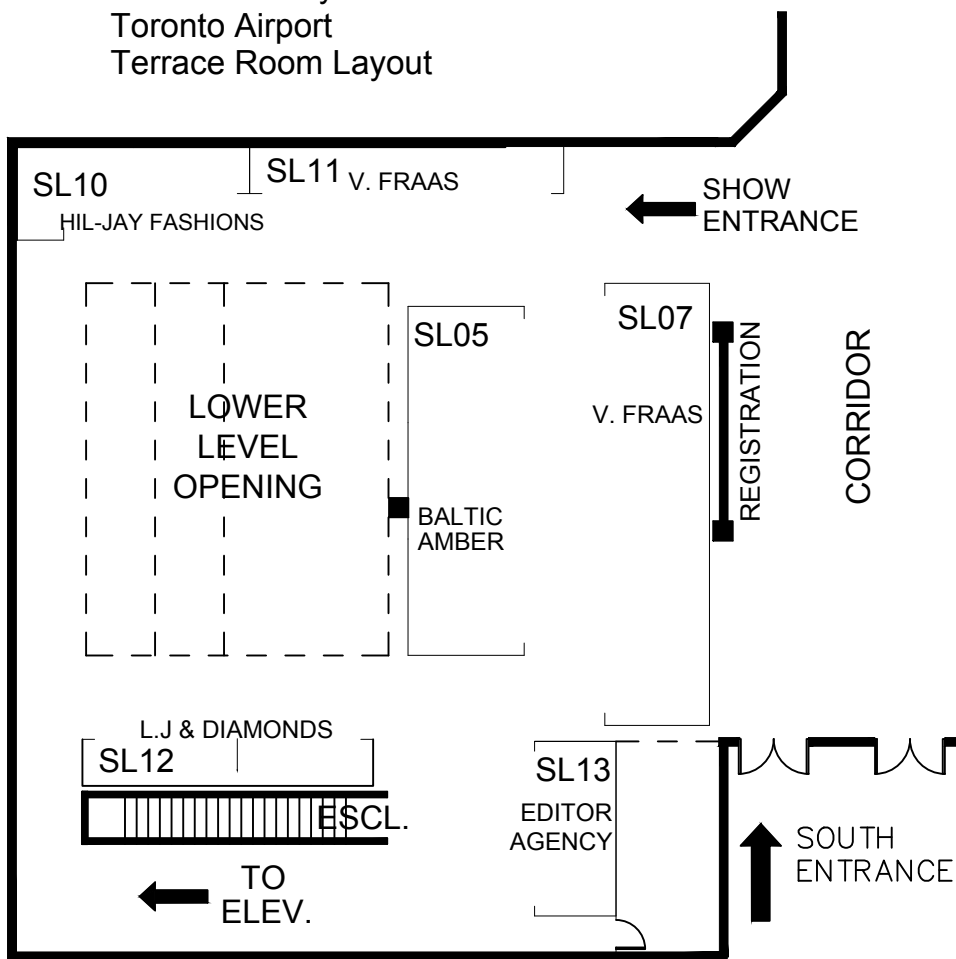 Toronto Airport
Terrace Room Layout
SL10
HIL-JAY FASHIONS
SL11
V. FRAAS
SHOW
ENTRANCE
LOWER
LEVEL
OPENING
SL05
BALTIC
AMBER
SL07
V. FRAAS
REGISTRATION
CORRIDOR
L.J & DIAMONDS
SL12
ESCL.
TO
ELEV.
SL13
EDITOR
AGENCY
SOUTH
ENTRANCE